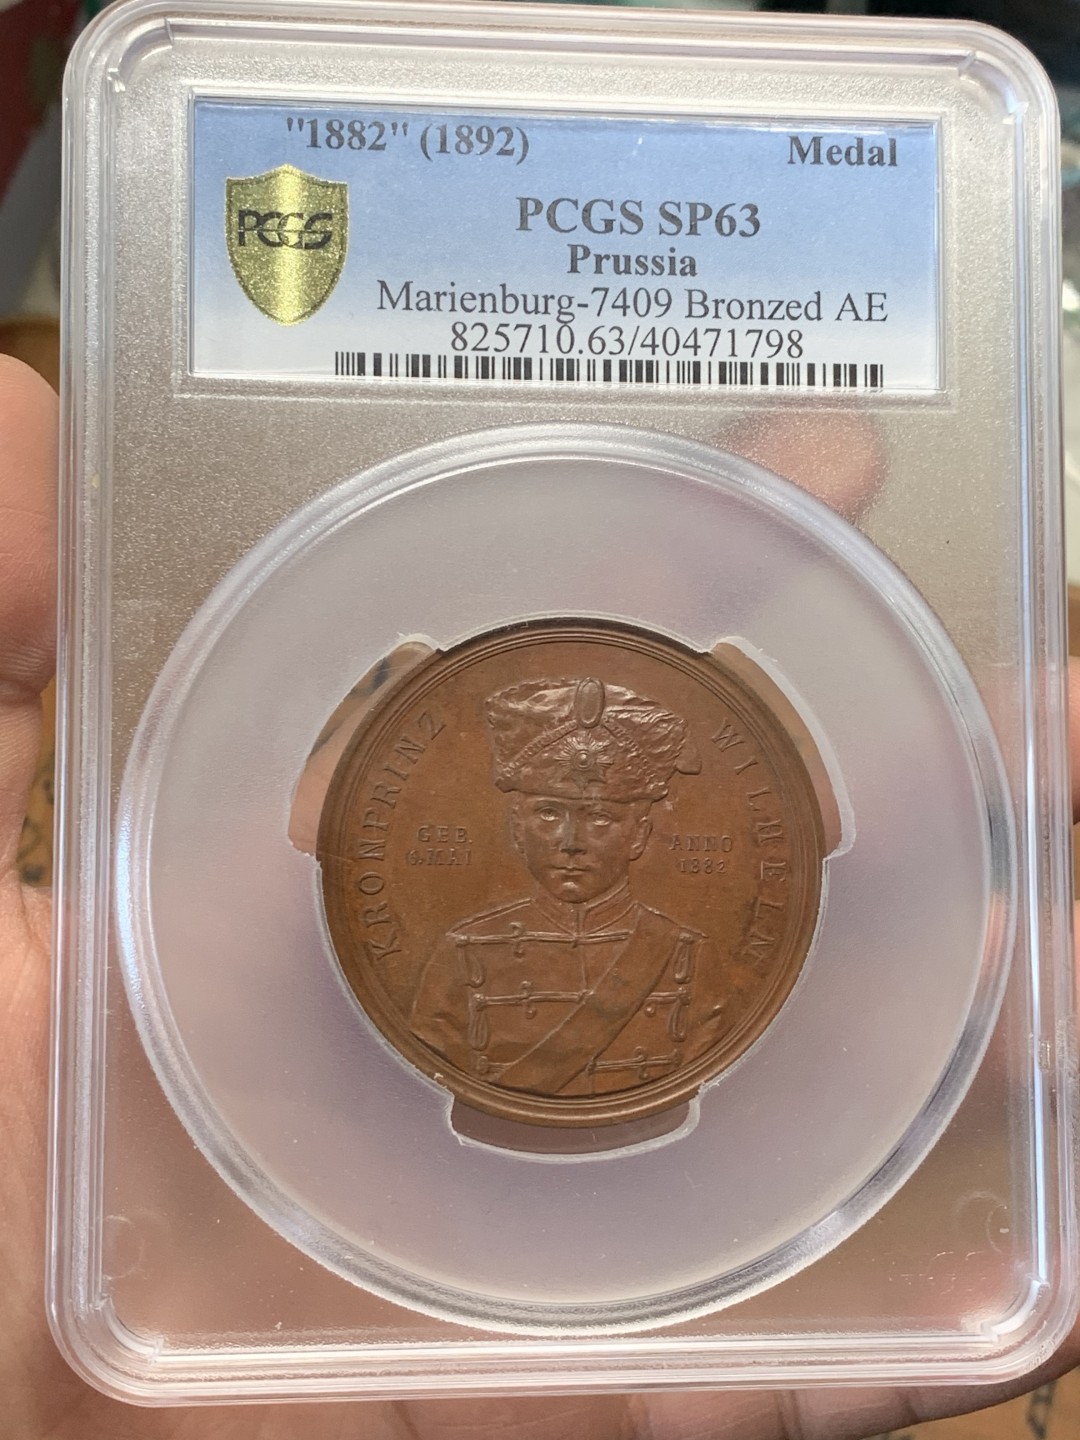 "1882" (1892) Medal
PCGS
PCGS SP63
Prussia
Marienburg-7409 Bronzed AE
825710.63/40471798
KRONPRINZ WILHELM
GEB. ANNO
6. MAI 1882